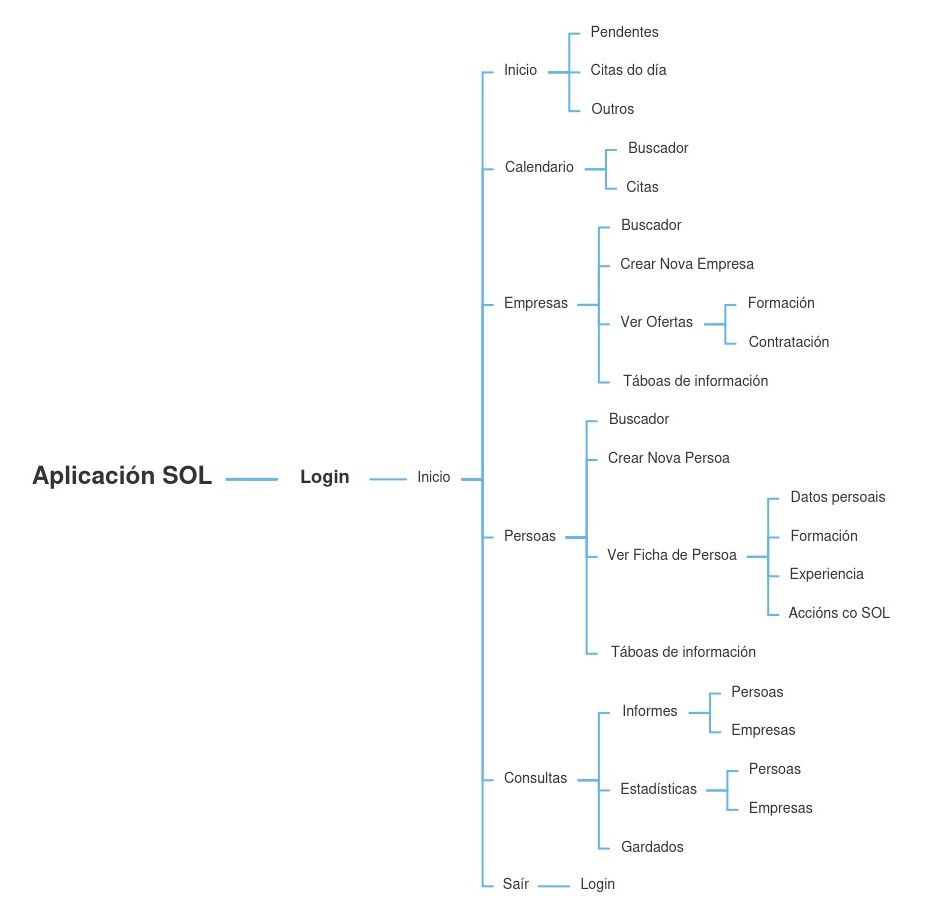 Aplicación SOL
Login
Inicio
Inicio
Pendentes
Citas do día
Outros
Calendario
Buscador
Citas
Empresas
Buscador
Crear Nova Empresa
Ver Ofertas
Formación
Contratación
Táboas de información
Persoas
Buscador
Crear Nova Persoa
Ver Ficha de Persoa
Datos persoais
Formación
Experiencia
Accións co SOL
Táboas de información
Consultas
Informes
Persoas
Empresas
Estadísticas
Persoas
Empresas
Gardados
Saír
Login